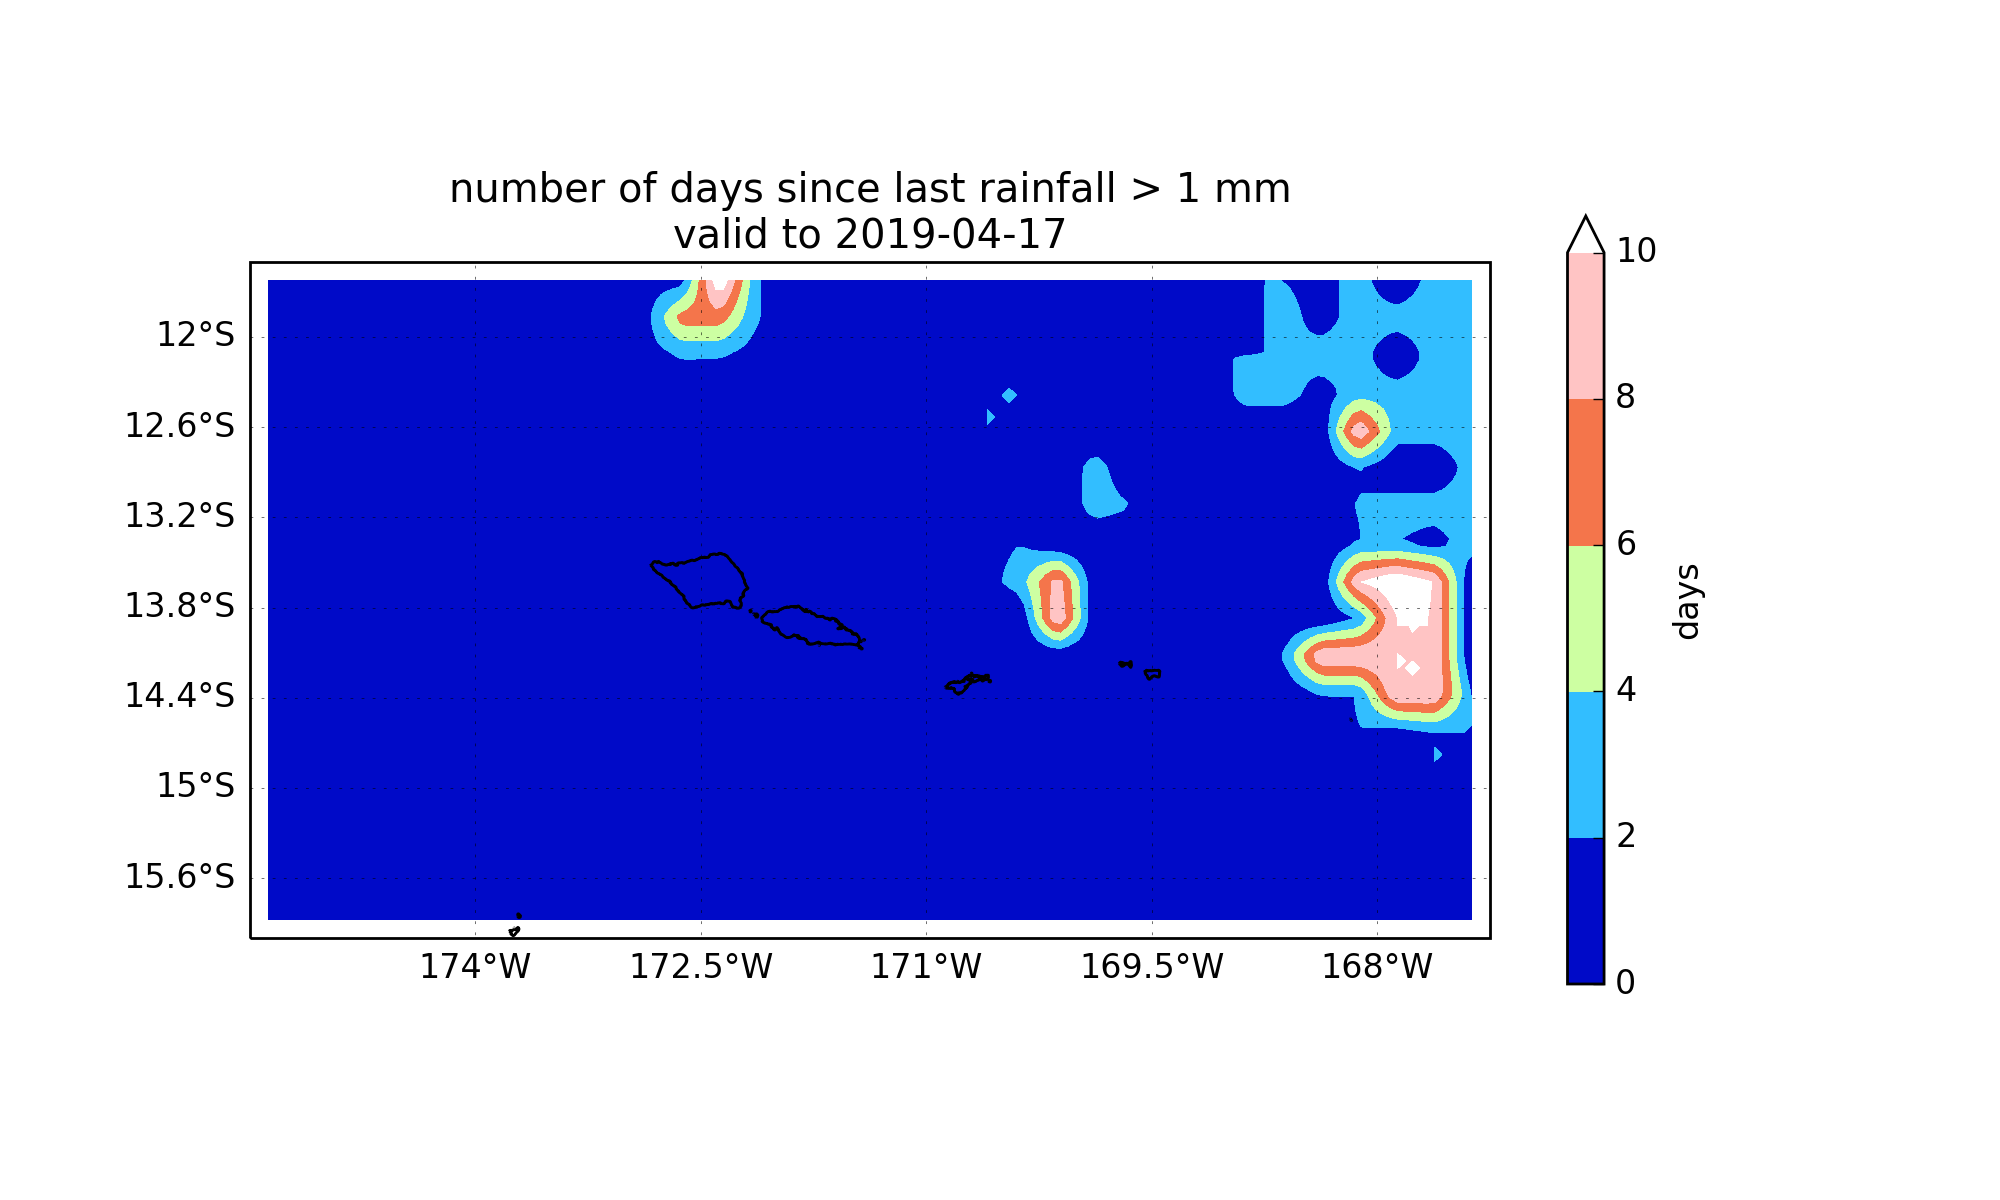 number of days since last rainfall > 1 mm
valid to 2019-04-17
12°S
12.6°S
13.2°S
13.8°S
14.4°S
15°S
15.6°S
174°W
172.5°W
171°W
169.5°W
168°W
10
8
6
4
2
0
days